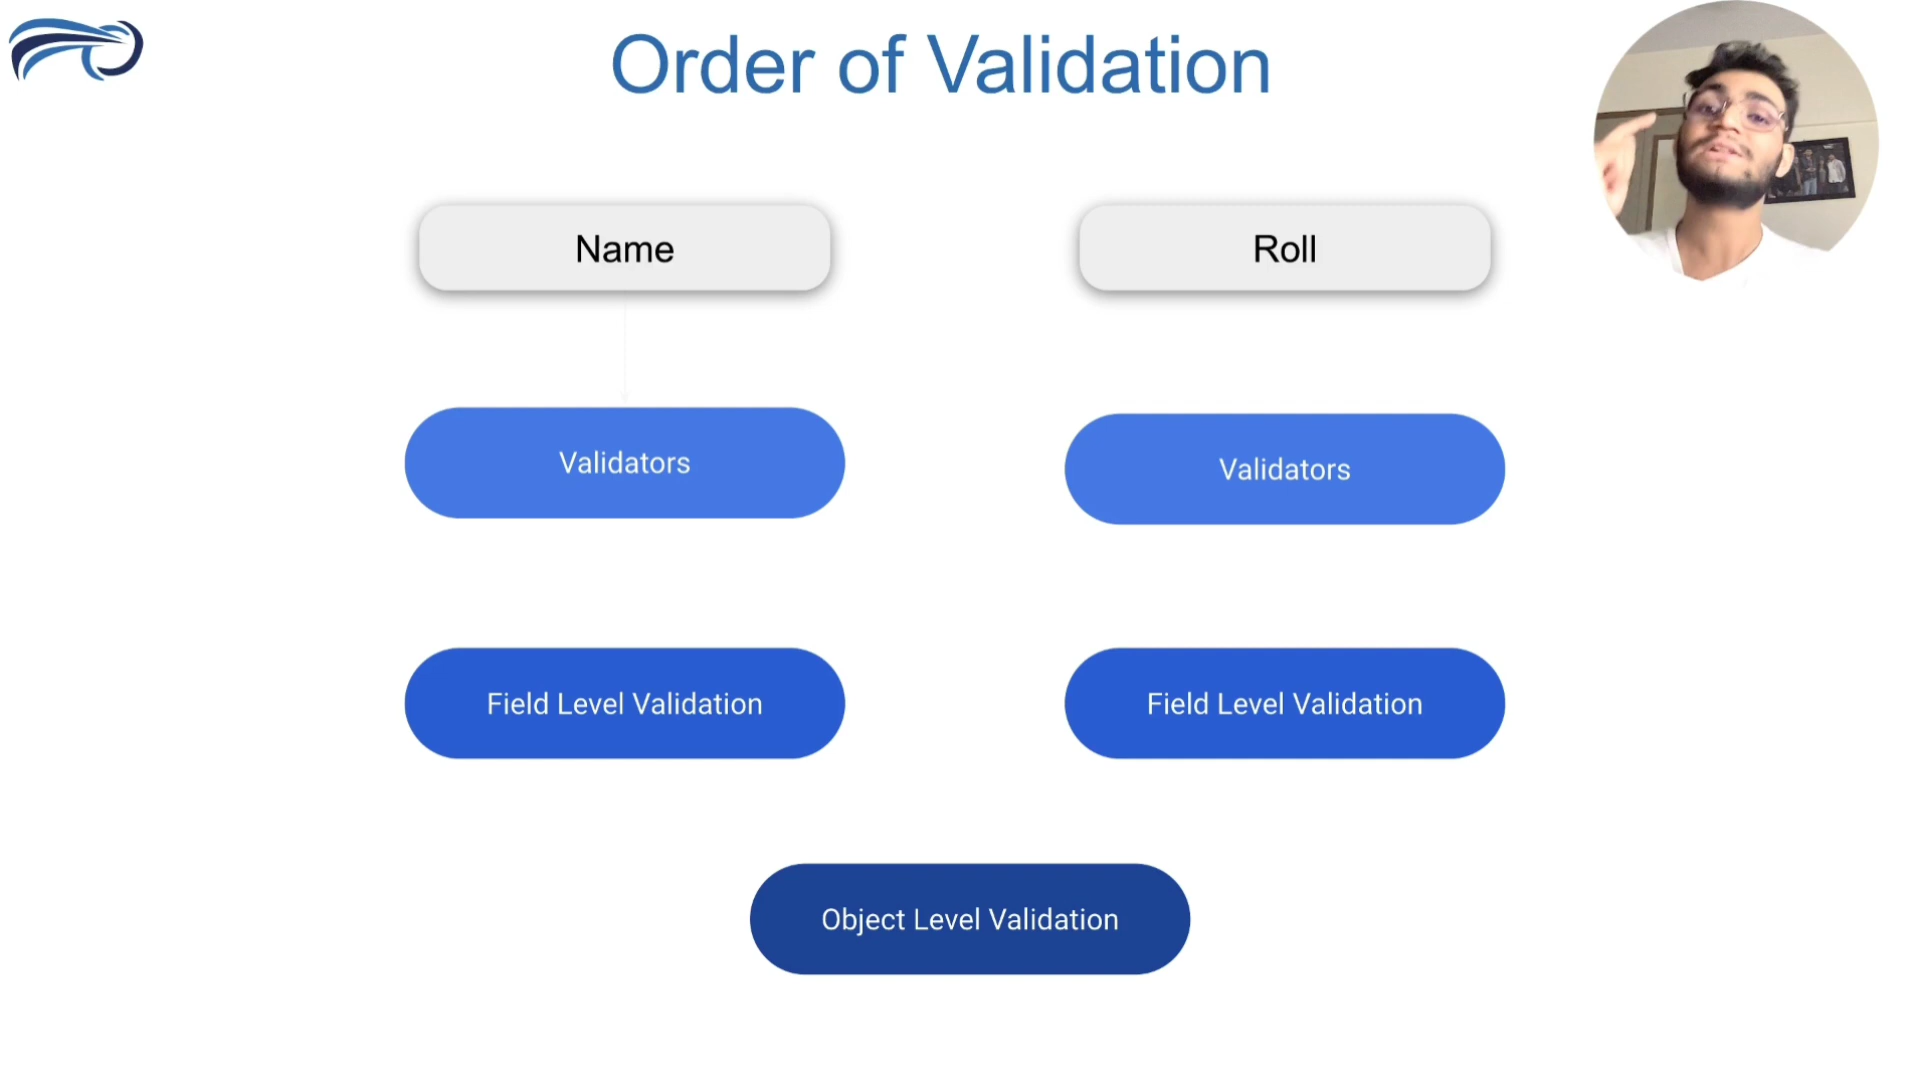 Order of Validation
Name
Roll
Validators
Validators
Field Level Validation
Field Level Validation
Object Level Validation